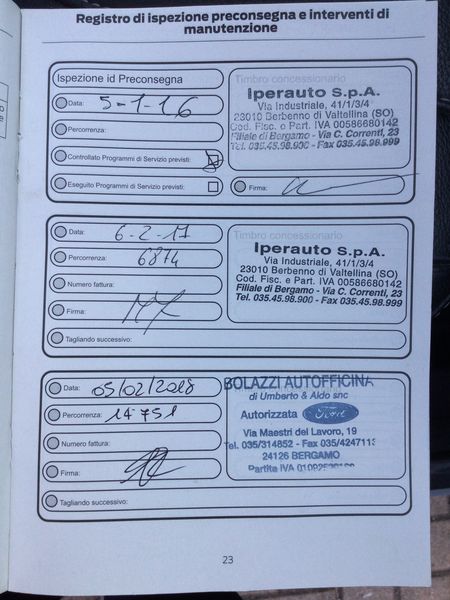 Registro di ispezione preconsegna e interventi di
manutenzione
Ispezione id Preconsegna
Data: 5-1-16
Percorrenza:
Controllato Programmi di Servizio previsti:
Eseguito Programmi di Servizio previsti:
Timbro concessionario
Iperauto S.p.A.
Via Industriale, 41/1/3/4
23010 Berbenno di Valtellina (SO)
Cod. Fisc. e Part. IVA 00586680142
Filiale di Bergamo - Via C. Correnti, 23
Tel. 035.45.98.900 - Fax 035.45.98.999
Firma:
Data: 6-2-17
Percorrenza: 6874
Numero fattura:
Firma:
Tagliando successivo:
Timbro concessionario
Iperauto S.p.A.
Via Industriale, 41/1/3/4
23010 Berbenno di Valtellina (SO)
Cod. Fisc. e Part. IVA 00586680142
Filiale di Bergamo - Via C. Correnti, 23
Tel. 035.45.98.900 - Fax 035.45.98.999
Data: 05/02/2018
Percorrenza: 14751
Numero fattura:
Firma:
Tagliando successivo:
BOLAZZI AUTOFFICINA
di Umberto & Aldo snc
Autorizzata Ford
Via Maestri del Lavoro, 19
Tel. 035/314852 - Fax 035/424711
24126 BERGAMO
Partita IVA
23